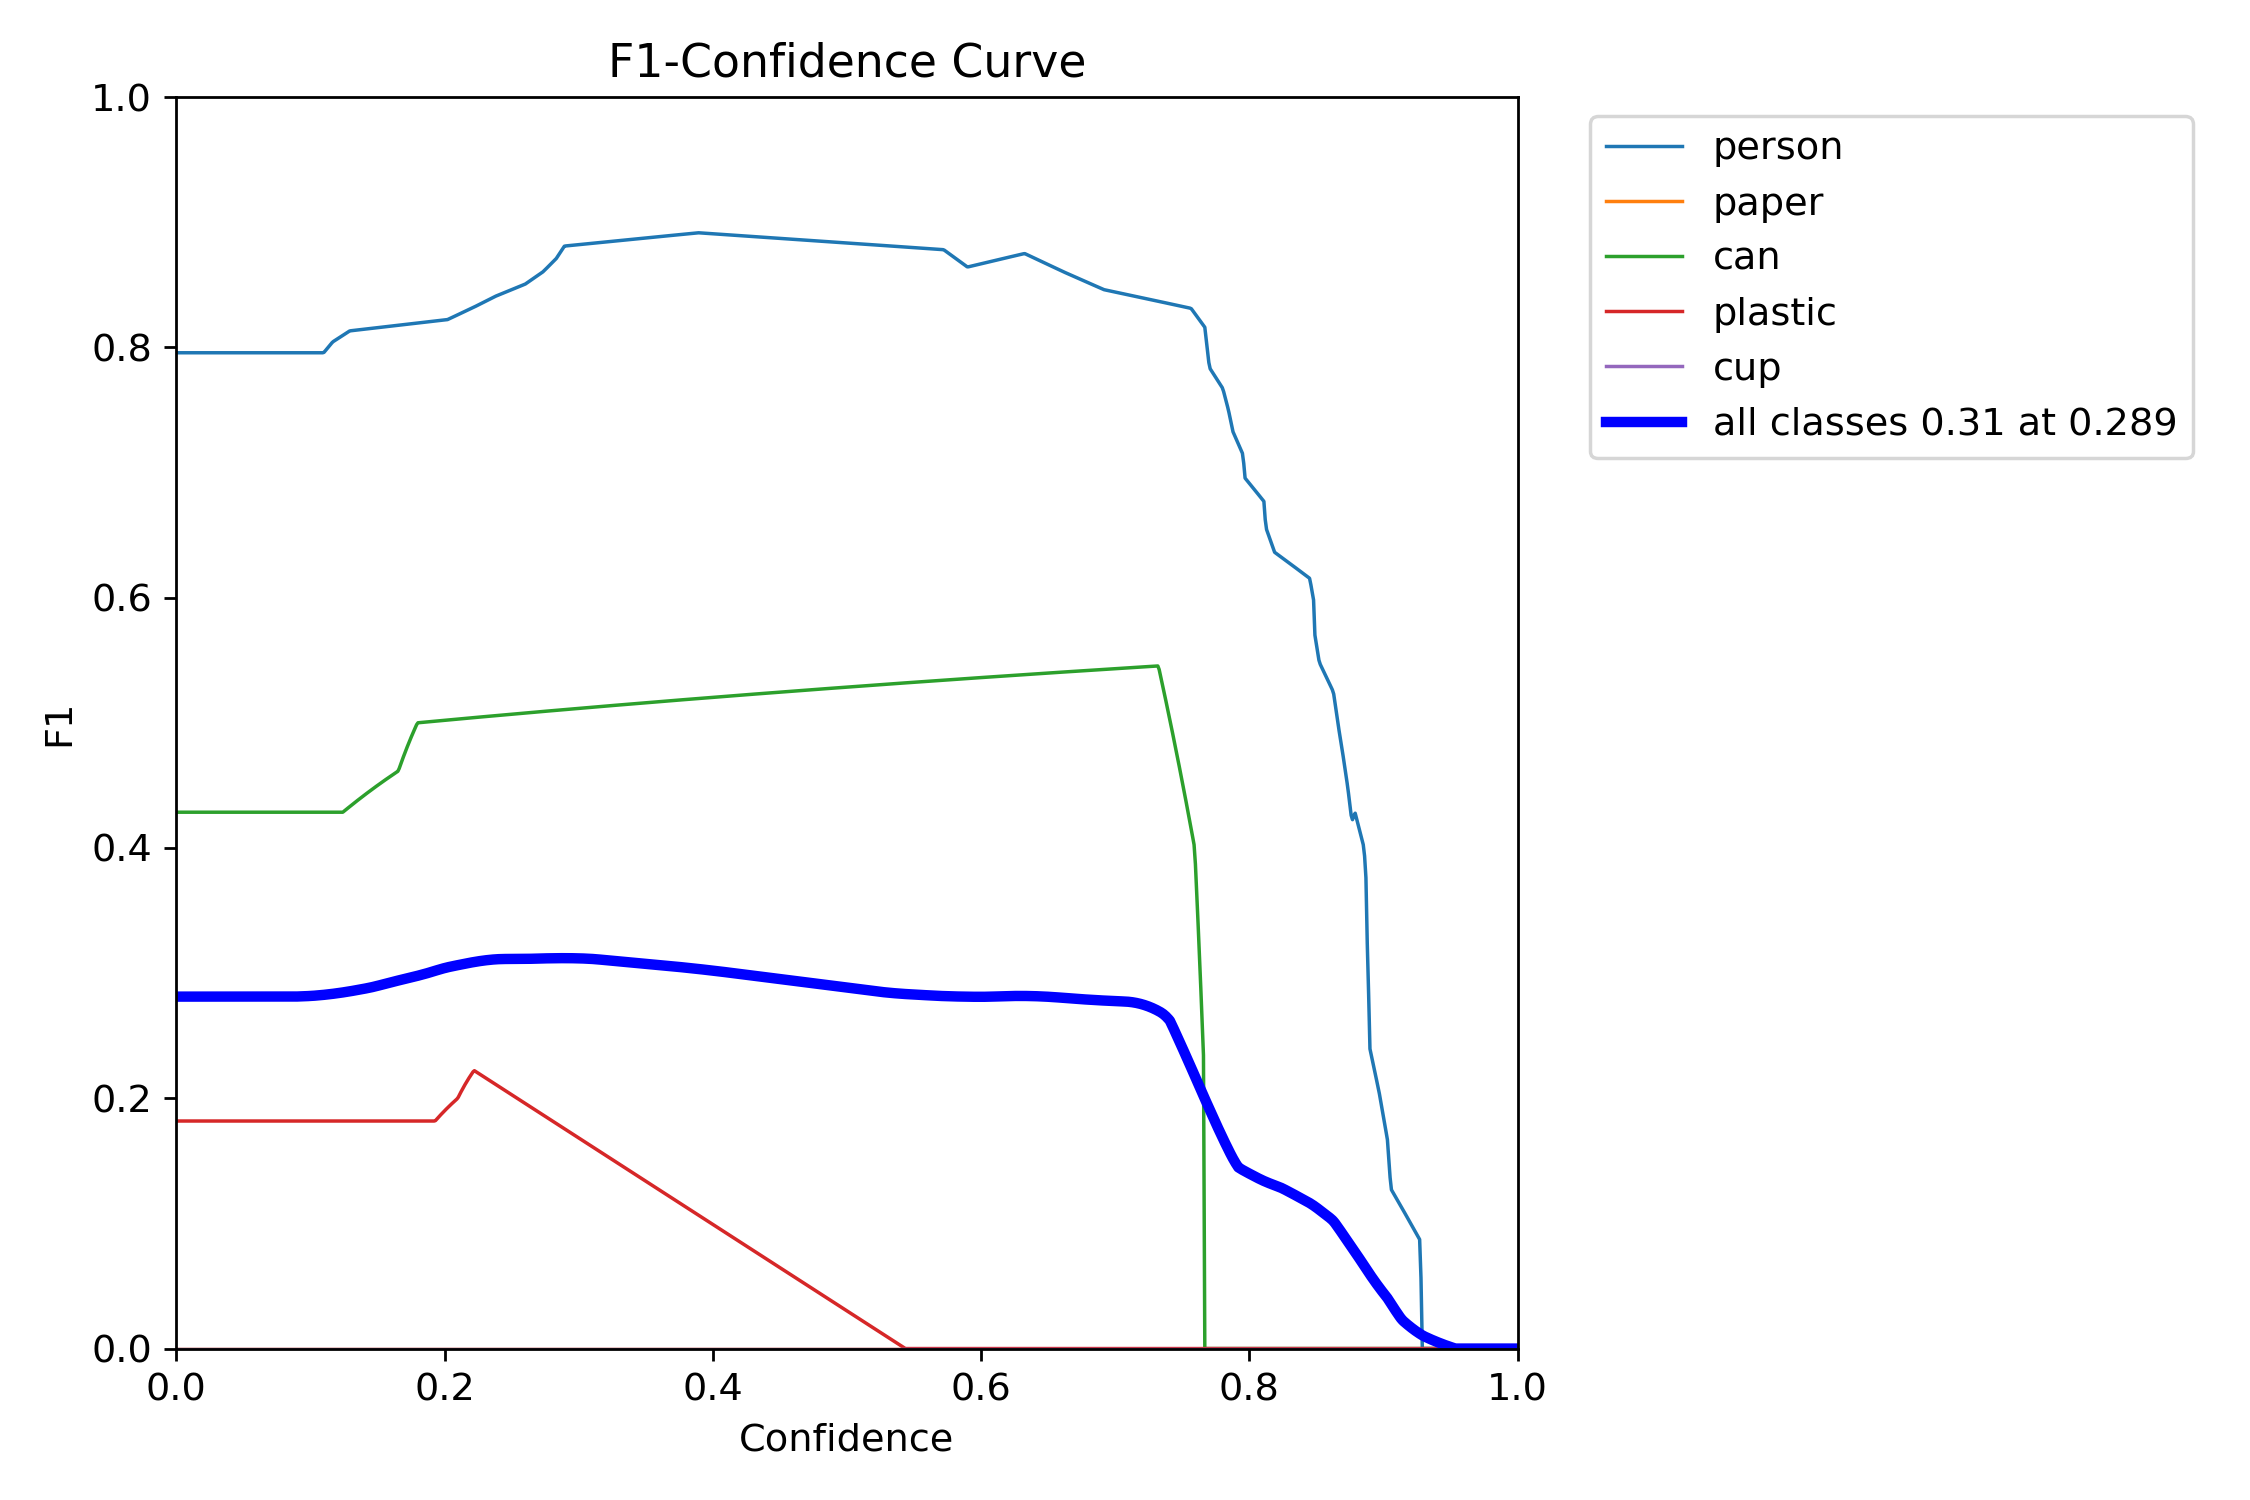 F1-Confidence Curve
1.0
0.8
0.6
0.4
0.2
0.0
F1
0.0 0.2 0.4 0.6 0.8 1.0
Confidence
person
paper
can
plastic
cup
all classes 0.31 at 0.289